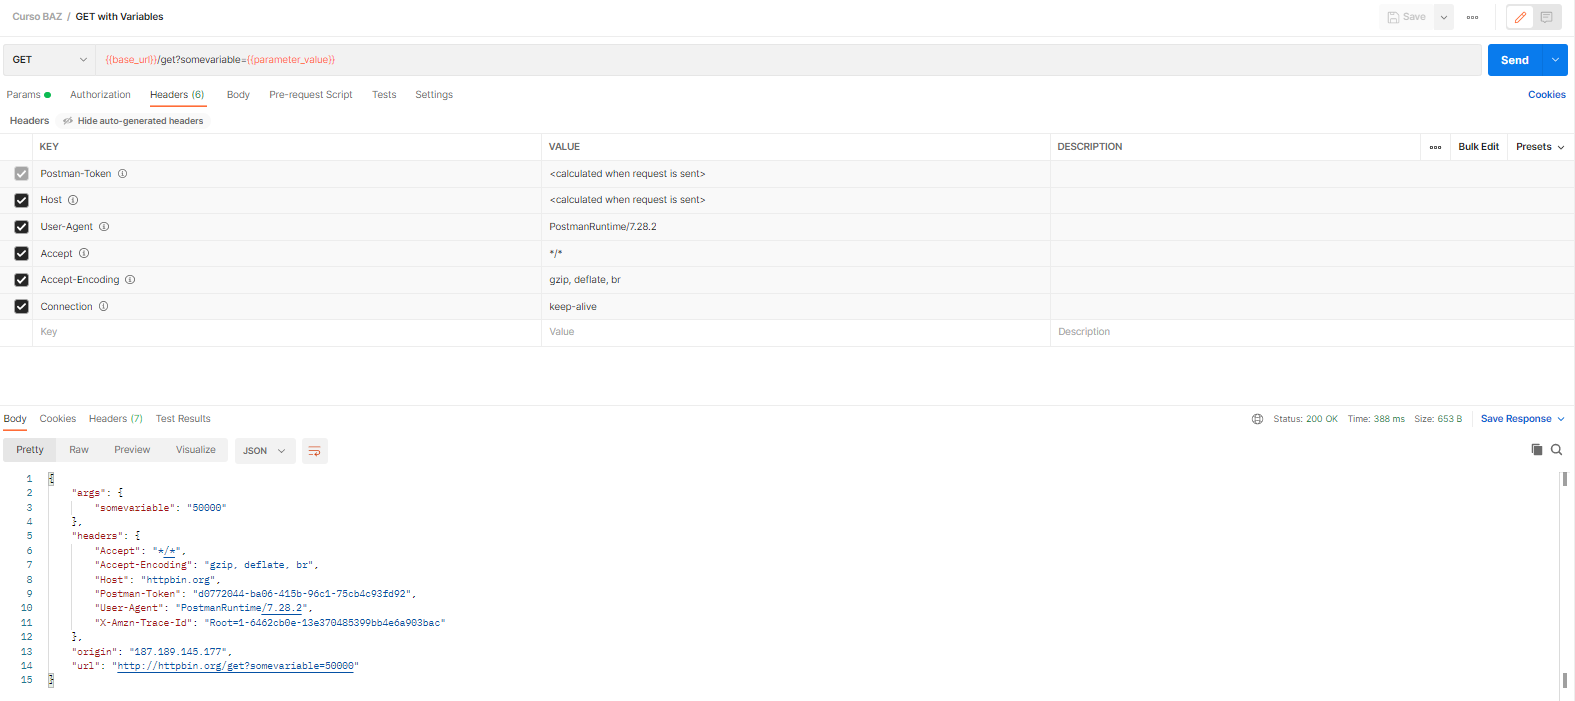 Curso BAZ / GET with Variables
Save
GET
{{base_url}}/get?somevariable={{parameter_value}}
Send
Params
Authorization
Headers (6)
Body
Pre-request Script
Tests
Settings
Cookies
Headers
Hide auto-generated headers
KEY VALUE DESCRIPTION
Bulk Edit
Presets
Postman-Token <calculated when request is sent>
Host <calculated when request is sent>
User-Agent PostmanRuntime/7.28.2
Accept */*
Accept-Encoding gzip, deflate, br
Connection keep-alive
Key Value Description
Body Cookies Headers (7) Test Results
Status: 200 OK Time: 388 ms Size: 653 B
Save Response
Pretty Raw Preview Visualize
JSON
1 {
2 "args": {
3 "somevariable": "50000"
4 },
5 "headers": {
6 "Accept": "*/*",
7 "Accept-Encoding": "gzip, deflate, br",
8 "Host": "httpbin.org",
9 "Postman-Token": "d0772044-ba06-415b-96c1-75cb4c93fd92",
10 "User-Agent": "PostmanRuntime/7.28.2",
11 "X-Amzn-Trace-Id": "Root=1-6462cb0e-13e370485399bb4e6a903bac"
12 },
13 "origin": "187.189.145.177",
14 "url": "http://httpbin.org/get?somevariable=50000"
15 }